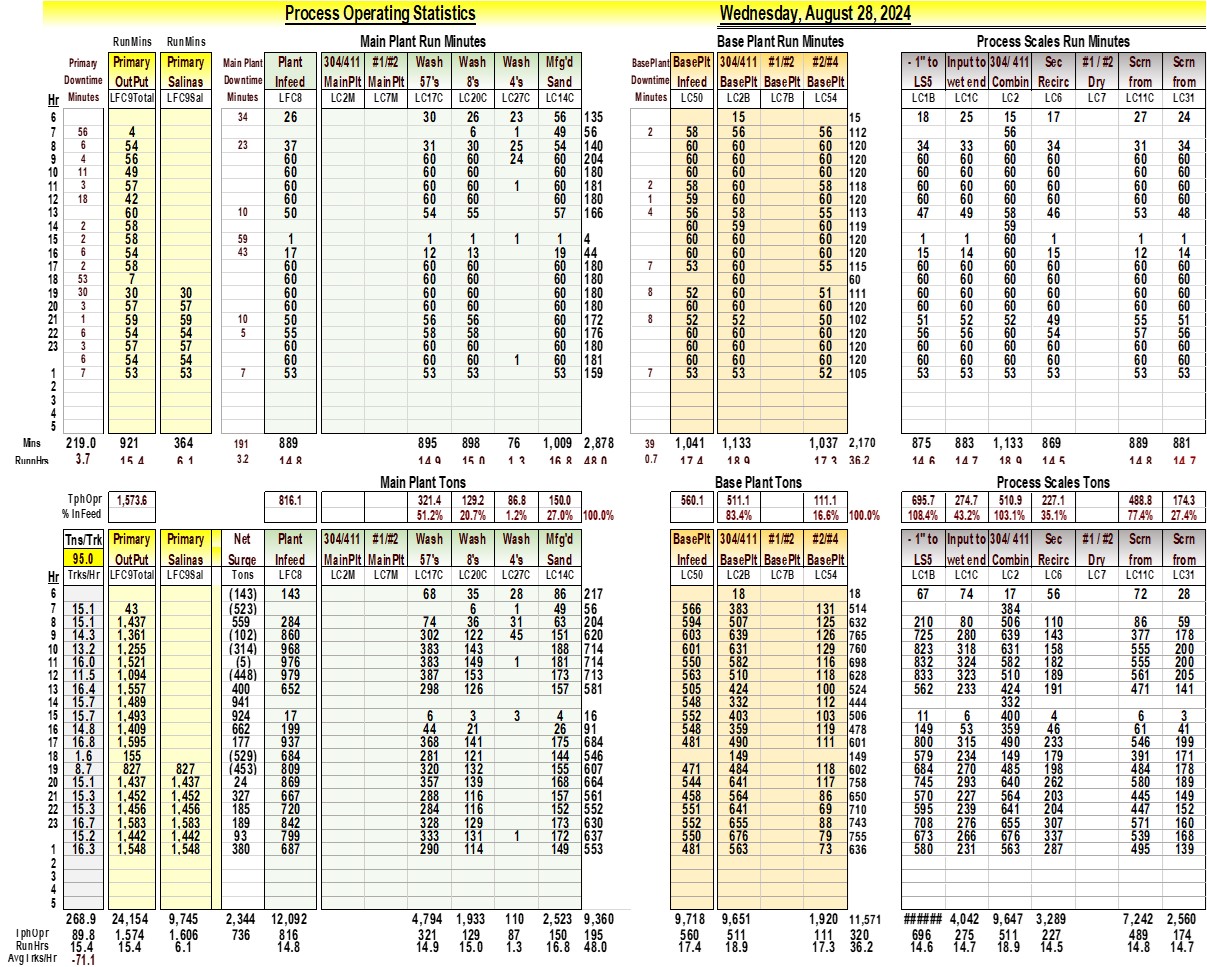 Process Operating Statistics Wednesday, August 28, 2024
RunMins RunMins Main Plant Run Minutes Base Plant Run Minutes Process Scales Run Minutes
Primary Primary Primary Main Plant Plant 304/411 #1/#2 Wash Wash Wash Mfg'd BasePlant BasePlt 304/411 #1/#2 #2/#4 - 1" to Input to 304/ 411 Sec #1 / #2 Scrn Scrn
Downtime OutPut Salinas Downtime Infeed MainPlt MainPlt 57's 8's 4's Sand Downtime Infeed BasePlt BasePlt BasePlt LS5 wet end Combin Recirc Dry from from
Hr Minutes LFC9Total LFC9Sal Minutes LFC8 LC2M LC7M LC17C LC20C LC27C LC14C Minutes LC50 LC2B LC7B LC54 LC1B LC1C LC2 LC6 LC7 LC11C LC31
6 34 26 30 26 23 56 135 15 15 18 25 15 17 27 24
7 56 4 6 1 49 56 2 58 56 56 112 56
8 6 54 23 37 31 30 25 54 140 60 60 60 120 34 33 60 34 31 34
9 4 56 60 60 60 24 60 204 60 60 60 120 60 60 60 60 60 60
10 11 49 60 60 60 60 180 60 60 60 120 60 60 60 60 60 60
11 3 57 60 60 60 1 60 181 2 58 60 58 118 60 60 60 60 60 60
12 18 42 60 60 60 60 180 1 59 60 60 120 60 60 60 60 60 60
13 60 10 50 54 55 57 166 4 56 58 55 113 47 49 58 46 53 48
14 2 58 60 59 60 119 59
15 2 58 59 1 1 1 1 1 4 60 60 60 120 1 1 60 1 1 1
16 6 54 43 17 12 13 19 44 60 60 60 120 15 14 60 15 12 14
17 2 58 60 60 60 60 180 7 53 60 55 115 60 60 60 60 60 60
18 53 7 60 60 60 60 180 60 60 60 60 60 60 60 60
19 30 30 30 60 60 60 60 180 8 52 60 51 111 60 60 60 60 60 60
20 3 57 57 60 60 60 60 180 60 60 60 120 60 60 60 60 60 60
21 1 59 59 10 50 56 56 60 172 8 52 52 50 102 51 52 52 49 55 51
22 6 54 54 5 55 58 58 60 176 60 60 60 120 56 56 60 54 57 56
23 3 57 57 60 60 60 60 180 60 60 60 120 60 60 60 60 60 60
6 54 54 60 60 60 1 60 181 60 60 60 120 60 60 60 60 60 60
1 7 53 53 7 53 53 53 53 159 7 53 53 52 105 53 53 53 53 53 53
2
3
4
5
Mins 219.0 921 364 191 889 895 898 76 1,009 2,878 39 1,041 1,133 1,037 2,170 875 883 1,133 869 889 881
RunnHrs 3.7 15.4 6.1 3.2 14.8 14.9 15.0 1.3 16.8 48.0 0.7 17.4 18.9 17.3 36.2 14.6 14.7 18.9 14.5 14.8 14.7
Main Plant Tons Base Plant Tons Process Scales Tons
TphOpr 1,573.6 816.1 321.4 129.2 86.8 150.0 560.1 511.1 111.1 695.7 274.7 510.9 227.1 488.8 174.3
% InFeed 51.2% 20.7% 1.2% 27.0% 100.0% 83.4% 16.6% 100.0% 108.4% 43.2% 103.1% 35.1% 77.4% 27.4%
Tns/Trk Primary Primary Net Plant 304/411 #1/#2 Wash Wash Wash Mfg'd BasePlt 304/411 #1/#2 #2/#4 - 1" to Input to 304/ 411 Sec #1 / #2 Scrn Scrn
95.0 OutPut Salinas Surge Infeed MainPlt MainPlt 57's 8's 4's Sand Infeed BasePlt BasePlt BasePlt LS5 wet end Combin Recirc Dry from from
Hr Trks/Hr LFC9Total LFC9Sal Tons LFC8 LC2M LC7M LC17C LC20C LC27C LC14C LC50 LC2B LC7B LC54 LC1B LC1C LC2 LC6 LC7 LC11C LC31
6 (143) 143 68 35 28 86 217 18 18 67 74 17 56 72 28
7 15.1 43 (523) 6 1 49 56 566 383 131 514 384
8 15.1 1,437 559 284 74 36 31 63 204 594 507 125 632 210 80 506 110 86 59
9 14.3 1,361 (102) 860 302 122 45 151 620 603 639 126 765 725 280 639 143 377 178
10 13.2 1,255 (314) 968 383 143 188 714 601 631 129 760 823 318 631 158 555 200
11 16.0 1,521 (5) 976 383 149 1 181 714 550 582 116 698 832 324 582 182 555 200
12 11.5 1,094 (448) 979 387 153 173 713 563 510 118 628 833 323 510 189 561 205
13 16.4 1,557 400 652 298 126 157 581 505 424 100 524 562 233 424 191 471 141
14 15.7 1,489 941 548 332 112 444 332
15 15.7 1,493 924 17 6 3 3 4 16 552 403 103 506 11 6 400 4 6 3
16 14.8 1,409 662 199 44 21 26 91 548 359 119 478 149 53 359 46 61 41
17 16.8 1,595 177 937 368 141 175 684 481 490 111 601 800 315 490 233 546 199
18 1.6 155 (529) 684 281 121 144 546 149 149 579 234 149 179 391 171
19 8.7 827 827 (453) 809 320 132 155 607 471 484 118 602 684 270 485 198 484 178
20 15.1 1,437 1,437 24 869 357 139 168 664 544 641 117 758 745 293 640 262 580 189
21 15.3 1,452 1,452 327 667 288 116 157 561 458 564 86 650 570 227 564 203 445 149
22 15.3 1,456 1,456 185 720 284 116 152 552 551 641 69 710 595 239 641 204 447 152
23 16.7 1,583 1,583 189 842 328 129 173 630 552 655 88 743 708 276 655 307 571 160
15.2 1,442 1,442 93 799 333 131 1 172 637 550 676 79 755 673 266 676 337 539 168
1 16.3 1,548 1,548 380 687 290 114 149 553 481 563 73 636 580 231 563 287 495 139
2
3
4
5
268.9 24,154 9,745 2,344 12,092 4,794 1,933 110 2,523 9,360 9,718 9,651 1,920 11,571 ###### 4,042 9,647 3,289 7,242 2,560
TphOpr 89.8 1,574 1,606 736 816 321 129 87 150 195 560 511 111 320 696 275 511 227 489 174
RunHrs 15.4 15.4 6.1 14.8 14.9 15.0 1.3 16.8 48.0 17.4 18.9 17.3 36.2 14.6 14.7 18.9 14.5 14.8 14.7
Avg Trks/Hr -71.1